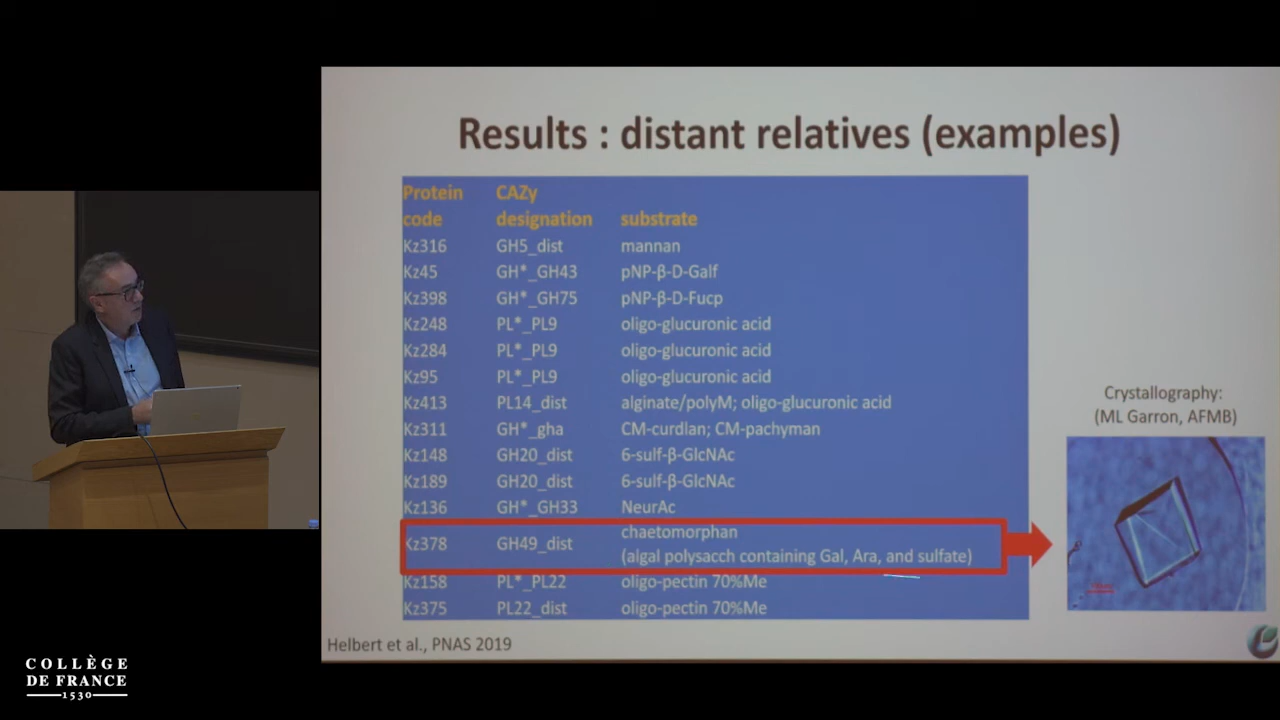 Results : distant relatives (examples)
Protein code CAZy designation substrate
Kz316 GH5_dist mannan
Kz45 GH*_GH43 pNP-β-D-Galf
Kz398 GH*_GH75 pNP-β-D-Fucp
Kz248 PL*_PL9 oligo-glucuronic acid
Kz284 PL*_PL9 oligo-glucuronic acid
Kz95 PL*_PL9 oligo-glucuronic acid
Kz413 PL14_dist alginate/polyM; oligo-glucuronic acid
Kz311 GH*_gha CM-curdlan; CM-pachyman
Kz148 GH20_dist 6-sulf-β-GlcNAc
Kz189 GH20_dist 6-sulf-β-GlcNAc
Kz136 GH*_GH33 NeurAc
Kz378 GH49_dist chaetomorphan
(algal polysacch containing Gal, Ara, and sulfate)
Kz158 PL*_PL22 oligo-pectin 70%Me
Kz375 PL22_dist oligo-pectin 70%Me
Crystallography:
(ML Garron, AFMB)
Helbert et al., PNAS 2019
COLLÈGE
DE FRANCE
1530